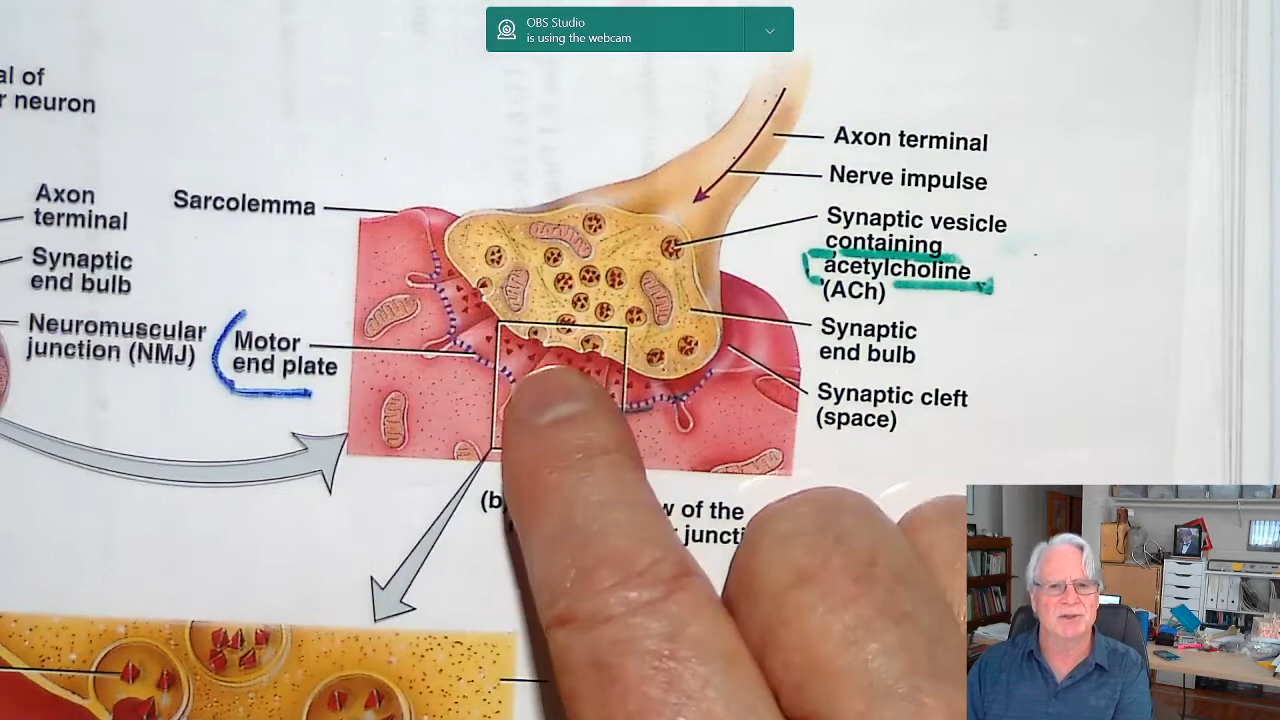 OBS Studio
is using the webcam
al of
r neuron
Axon
terminal
Synaptic
end bulb
Neuromuscular
junction (NMJ)
Sarcolemma
Motor
end plate
Axon terminal
Nerve impulse
Synaptic vesicle
containing
acetylcholine
(ACh)
Synaptic
end bulb
Synaptic cleft
(space)
(b
w of the
juncti